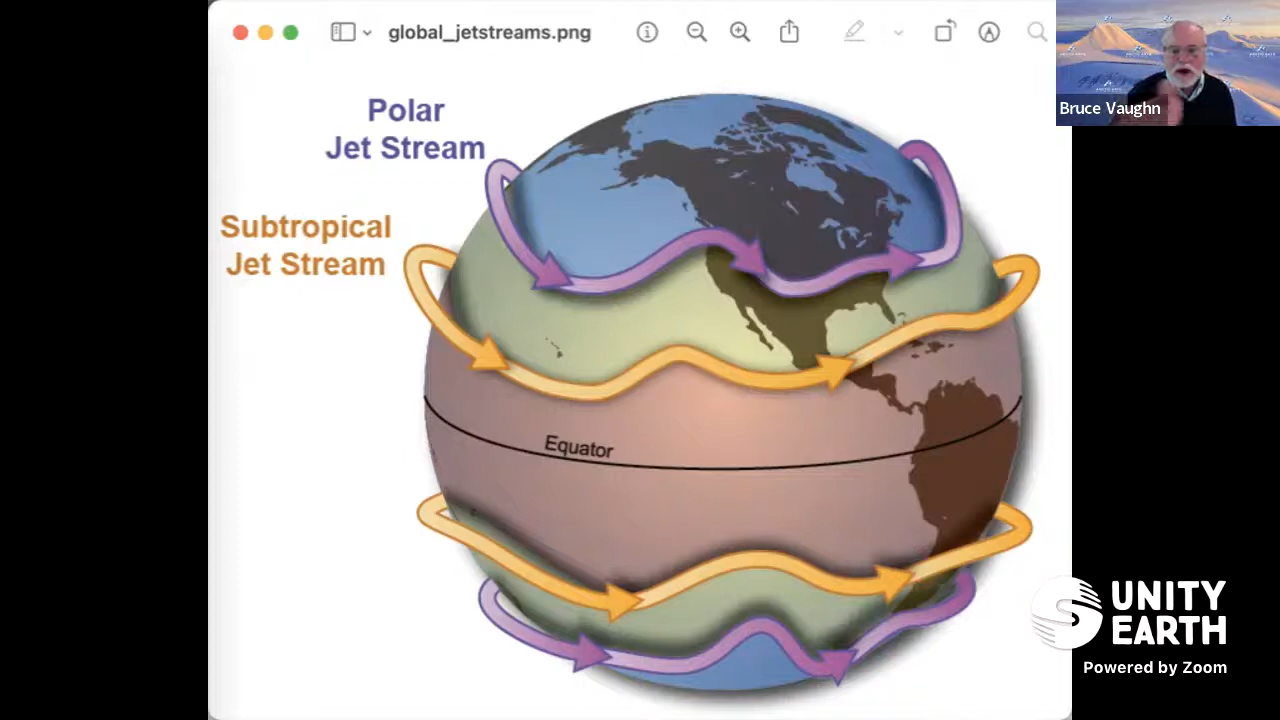 global_jetstreams.png
Bruce Vaughn
Polar
Jet Stream
Subtropical
Jet Stream
Equator
UNITY
EARTH
Powered by Zoom